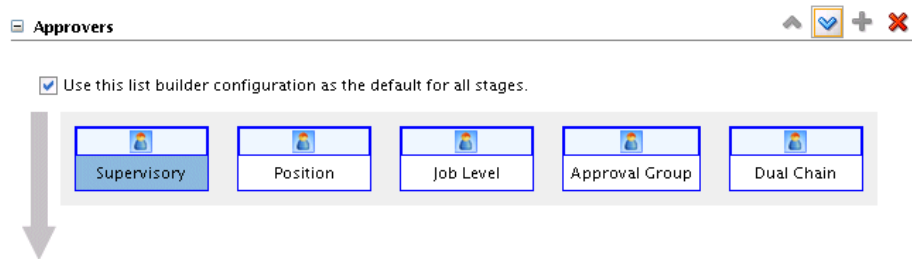 Approvers
Use this list builder configuration as the default for all stages.
Supervisory Position Job Level Approval Group Dual Chain